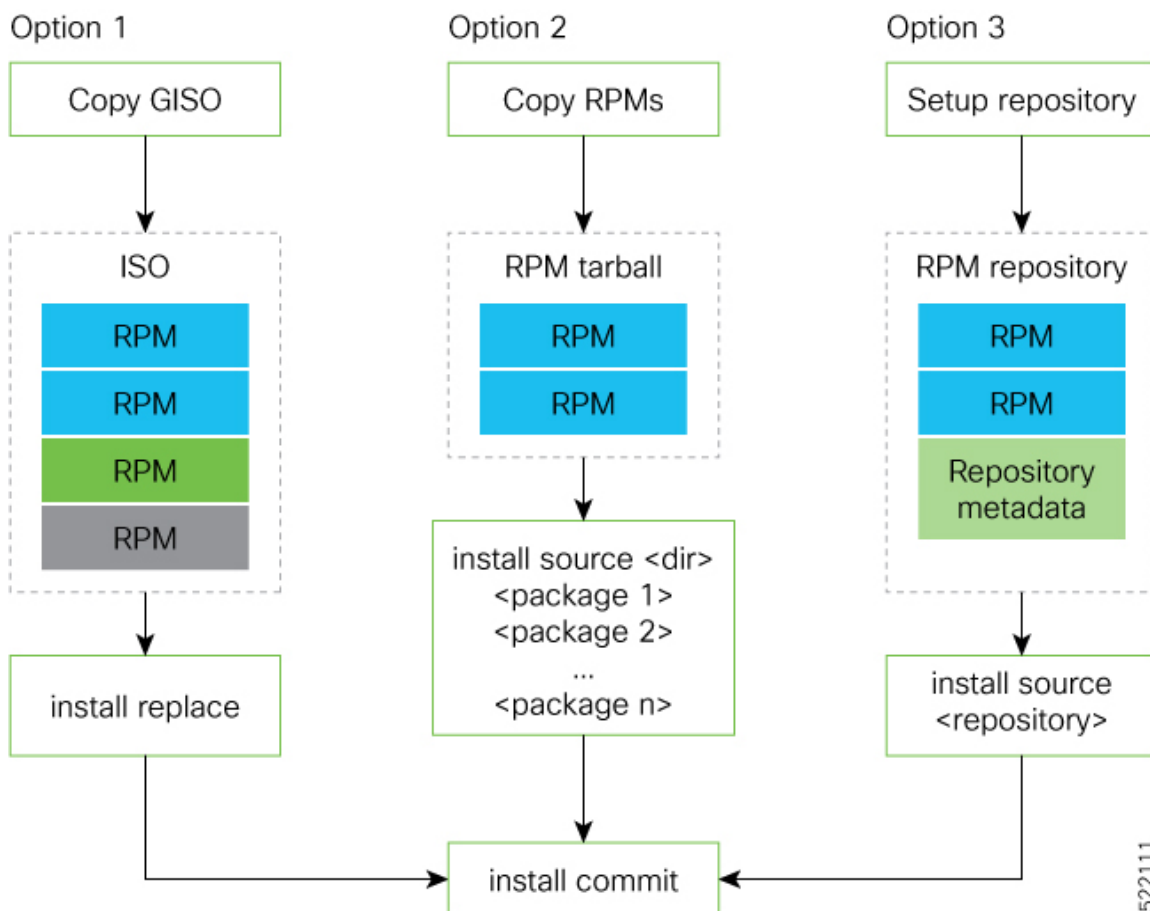 Option 1
Copy GISO
ISO
RPM
RPM
RPM
RPM
install replace
Option 2
Copy RPMs
RPM tarball
RPM
RPM
install source <dir>
<package 1>
<package 2>
...
<package n>
Option 3
Setup repository
RPM repository
RPM
RPM
Repository
metadata
install source
<repository>
install commit
522111